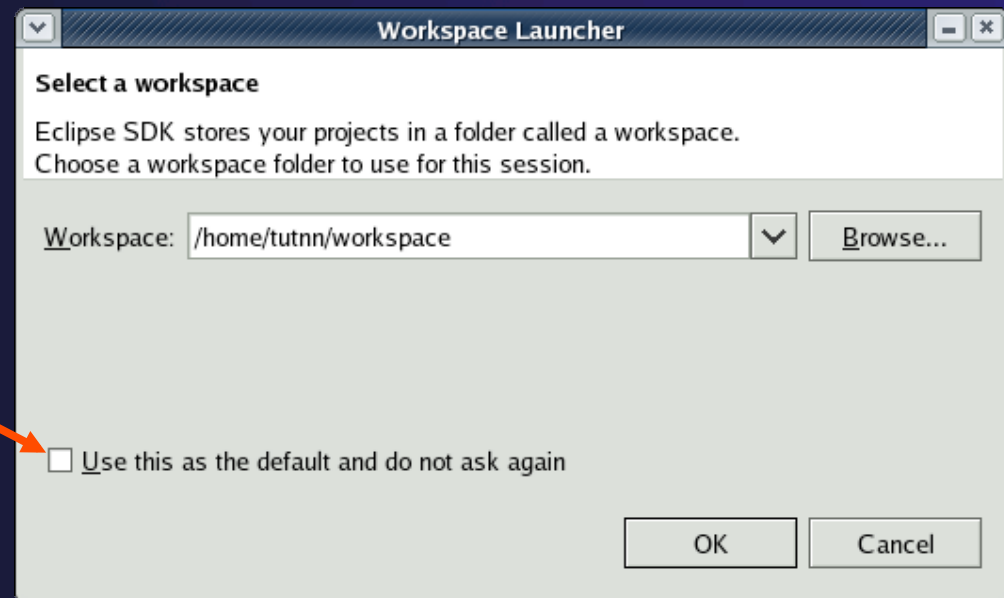 Workspace Launcher
Select a workspace
Eclipse SDK stores your projects in a folder called a workspace.
Choose a workspace folder to use for this session.
Workspace: /home/tutnn/workspace Browse...
Use this as the default and do not ask again
OK Cancel